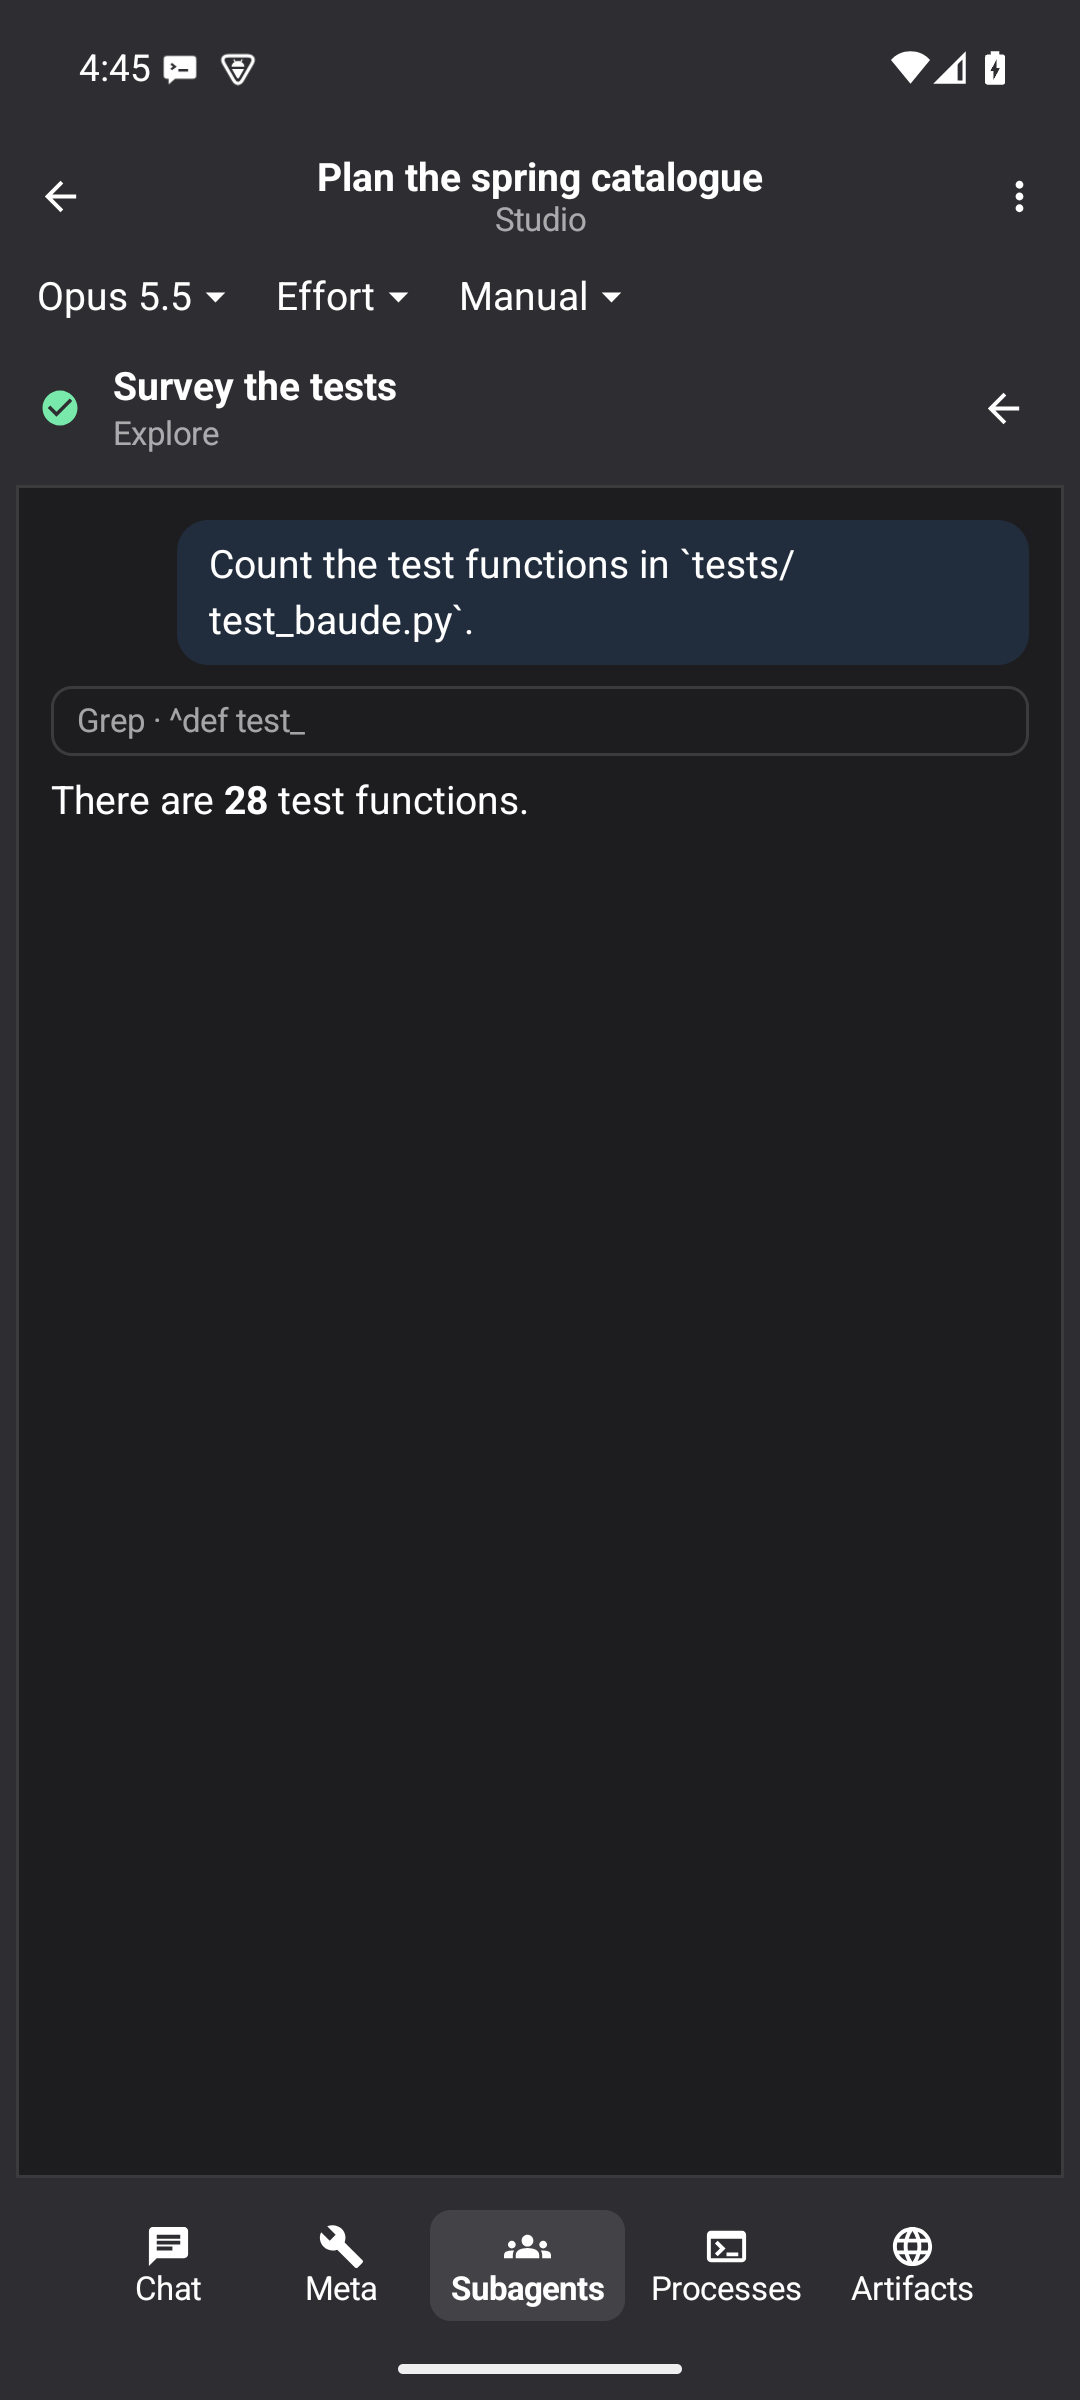 4:45
Plan the spring catalogue
Studio
Opus 5.5 Effort Manual
Survey the tests
Explore
Count the test functions in `tests/
test_baude.py`.
Grep · ^def test_
There are 28 test functions.
Chat Meta Subagents Processes Artifacts